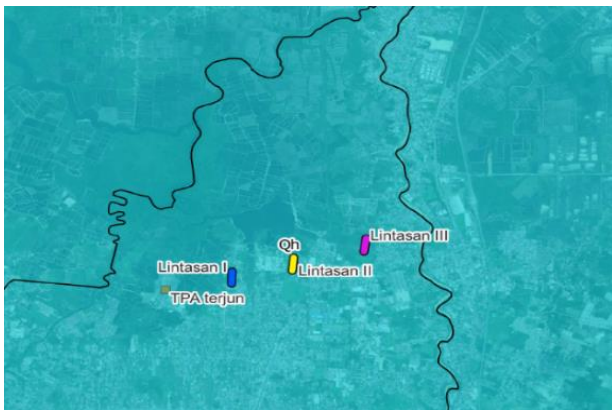 Lintasan III
Qh
Lintasan I
Lintasan II
TPA terjun